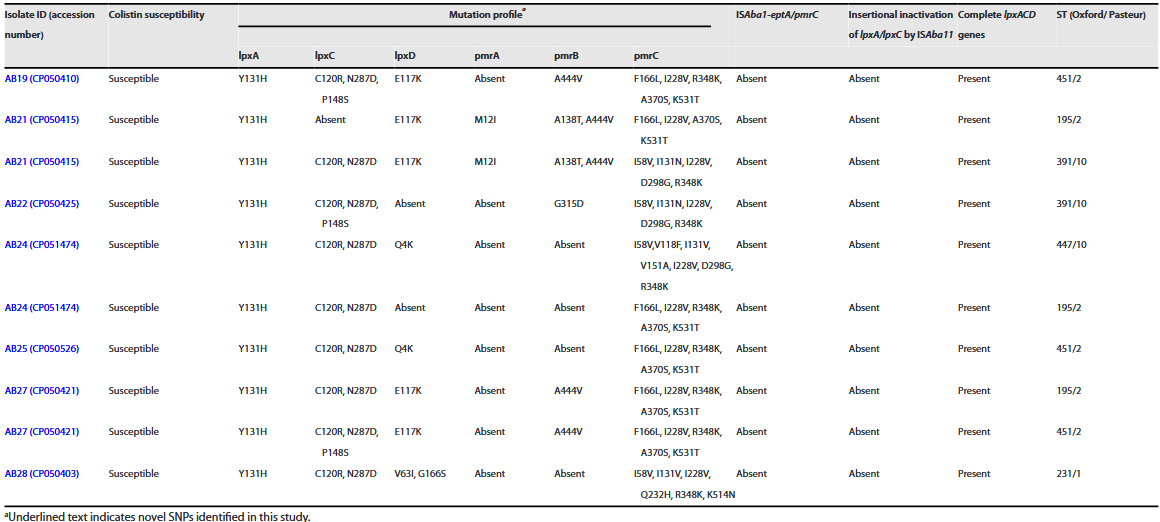 Isolate ID (accession number) Colistin susceptibility Mutation profileᵃ ISAba1-eptA/pmrC Insertional inactivation of lpxA/lpxC by ISAba11 Complete lpxACD genes ST (Oxford/ Pasteur)
lpxA lpxC lpxD pmrA pmrB pmrC
AB19 (CP050410) Susceptible Y131H C120R, N287D, E117K Absent A444V F166L, I228V, R348K, Absent Absent Present 451/2
P148S A370S, K531T
AB21 (CP050415) Susceptible Y131H Absent E117K M12I A138T, A444V F166L, I228V, A370S, Absent Absent Present 195/2
K531T
AB21 (CP050415) Susceptible Y131H C120R, N287D E117K M12I A138T, A444V I58V, I131N, I228V, Absent Absent Present 391/10
D298G, R348K
AB22 (CP050425) Susceptible Y131H C120R, N287D, Absent Absent G315D I58V, I131N, I228V, Absent Absent Present 391/10
P148S D298G, R348K
AB24 (CP051474) Susceptible Y131H C120R, N287D Q4K Absent Absent I58V,V118F, I131V, Absent Absent Present 447/10
V151A, I228V, D298G,
R348K
AB24 (CP051474) Susceptible Y131H C120R, N287D Absent Absent Absent F166L, I228V, R348K, Absent Absent Present 195/2
A370S, K531T
AB25 (CP050526) Susceptible Y131H C120R, N287D Q4K Absent Absent F166L, I228V, R348K, Absent Absent Present 451/2
A370S, K531T
AB27 (CP050421) Susceptible Y131H C120R, N287D E117K Absent A444V F166L, I228V, R348K, Absent Absent Present 195/2
A370S, K531T
AB27 (CP050421) Susceptible Y131H C120R, N287D, E117K Absent A444V F166L, I228V, R348K, Absent Absent Present 451/2
P148S A370S, K531T
AB28 (CP050403) Susceptible Y131H C120R, N287D V63I, G166S Absent Absent I58V, I131V, I228V, Absent Absent Present 231/1
Q232H, R348K, K514N
ᵃUnderlined text indicates novel SNPs identified in this study.